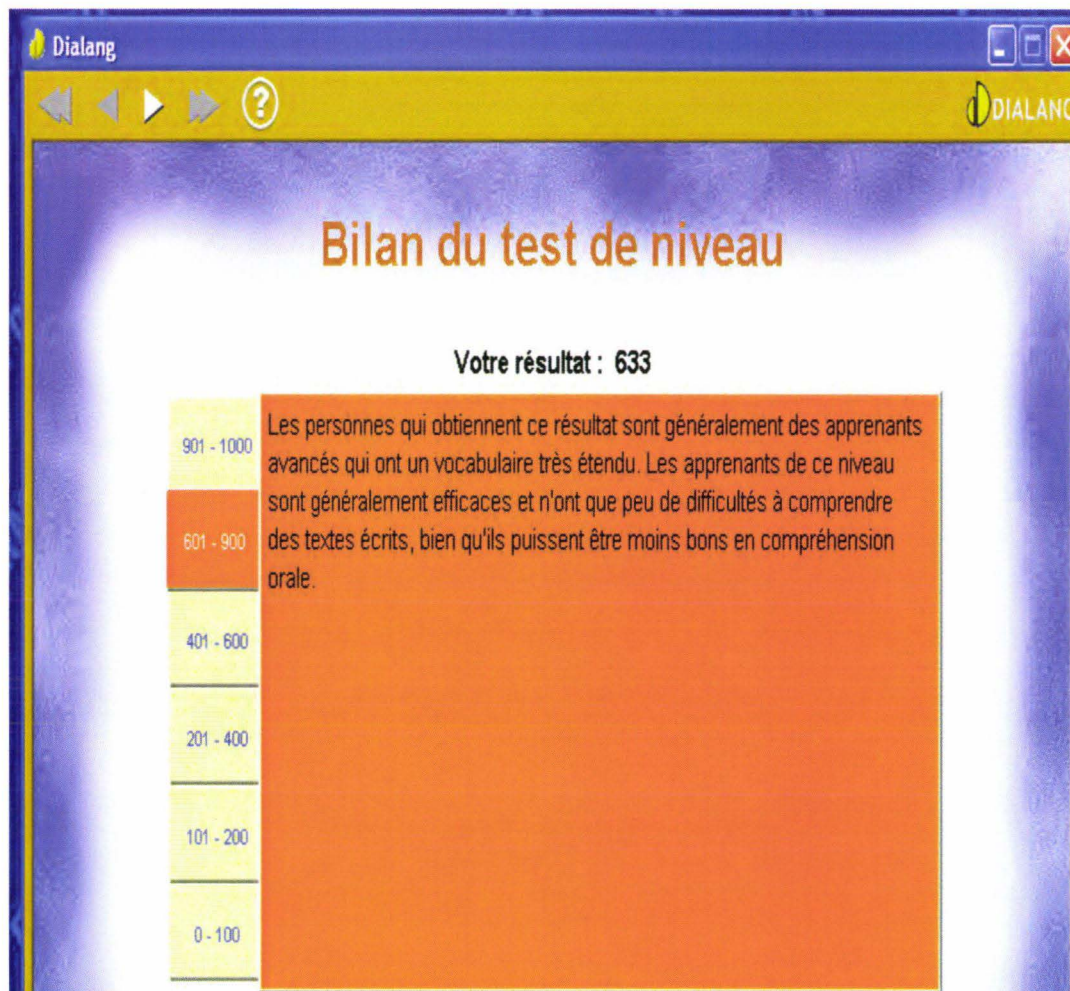 Dialang
?
DIALANG
Bilan du test de niveau
Votre résultat : 633
901 - 1000
601 - 900
401 - 600
201 - 400
101 - 200
0 - 100
Les personnes qui obtiennent ce résultat sont généralement des apprenants
avancés qui ont un vocabulaire très étendu. Les apprenants de ce niveau
sont généralement efficaces et n'ont que peu de difficultés à comprendre
des textes écrits, bien qu'ils puissent être moins bons en compréhension
orale.